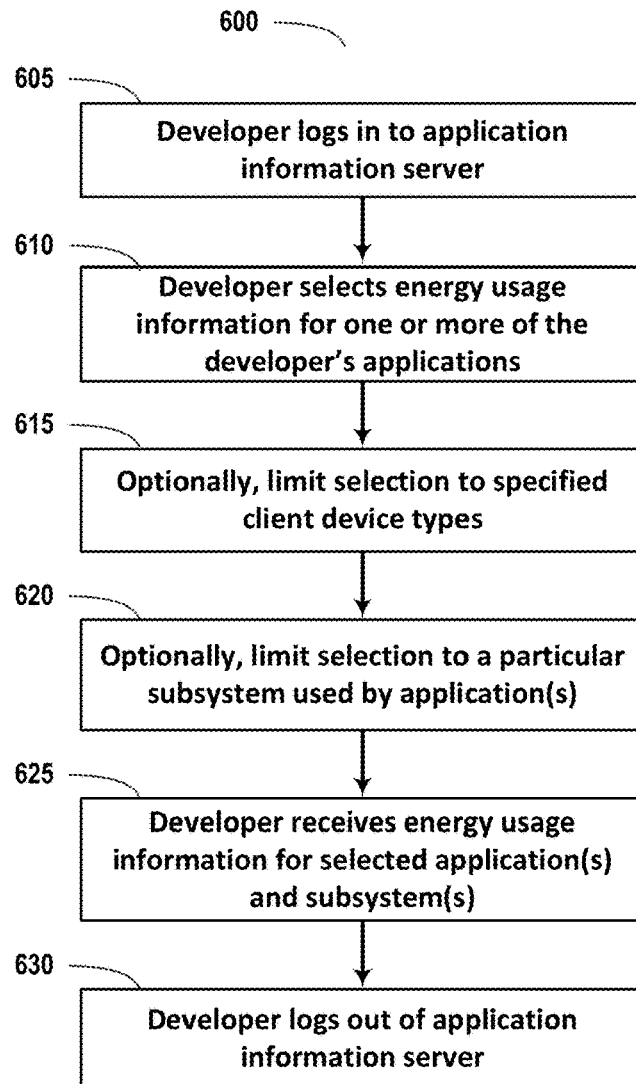 600
605
Developer logs in to application
information server
610
Developer selects energy usage
information for one or more of the
developer's applications
615
Optionally, limit selection to specified
client device types
620
Optionally, limit selection to a particular
subsystem used by application(s)
625
Developer receives energy usage
information for selected application(s)
and subsystem(s)
630
Developer logs out of application
information server